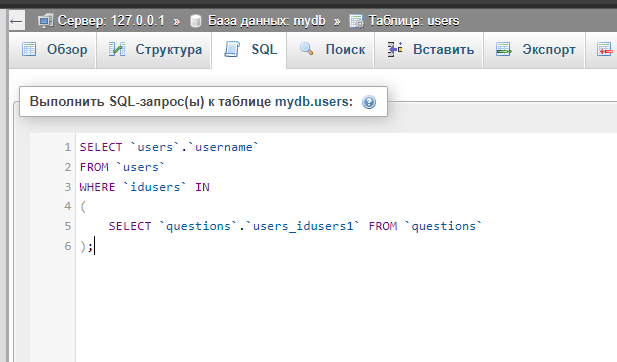 ← Сервер: 127.0.0.1 » База данных: mydb » Таблица: users
Обзор Структура SQL Поиск Вставить Экспорт
Выполнить SQL-запрос(ы) к таблице mydb.users:
1 SELECT `users`.`username`
2 FROM `users`
3 WHERE `idusers` IN
4 (
5 SELECT `questions`.`users_idusers1` FROM `questions`
6 );